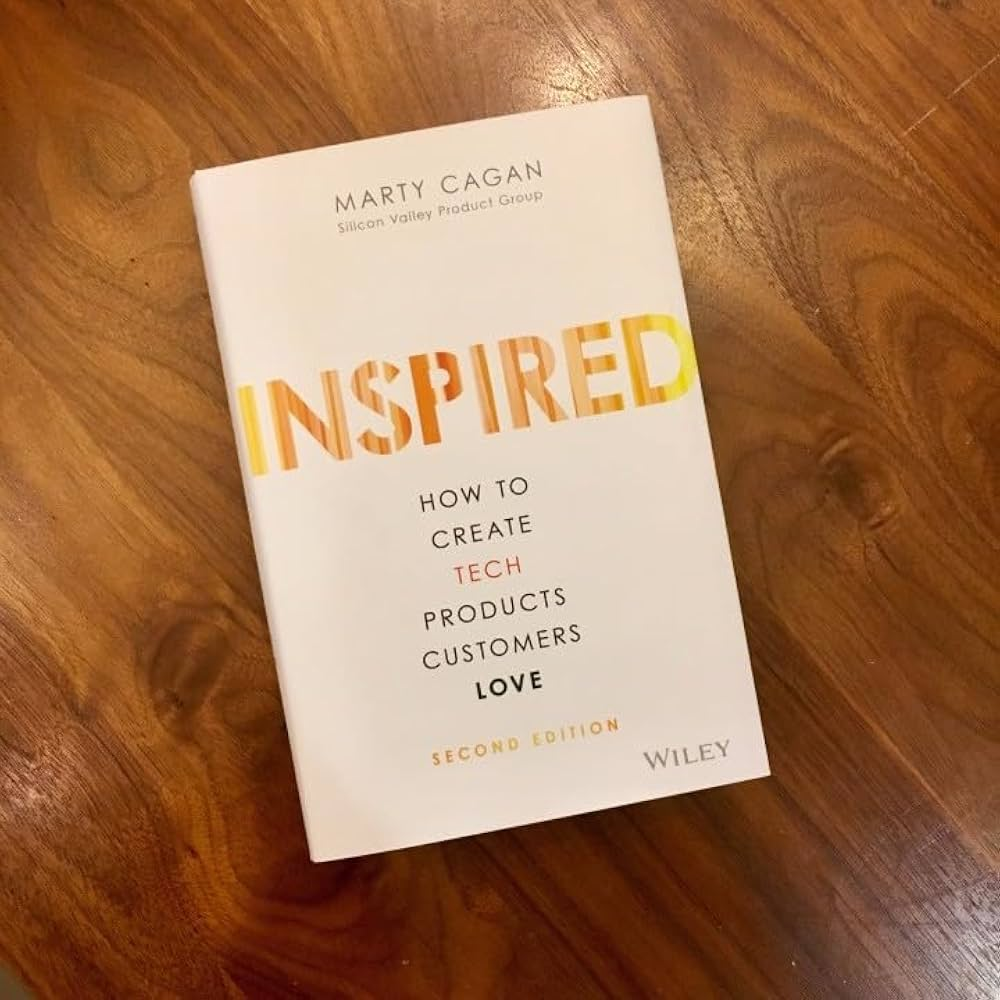 MARTY CAGAN
Silicon Valley Product Group
INSPIRED
HOW TO
CREATE
TECH
PRODUCTS
CUSTOMERS
LOVE
SECOND EDITION
WILEY